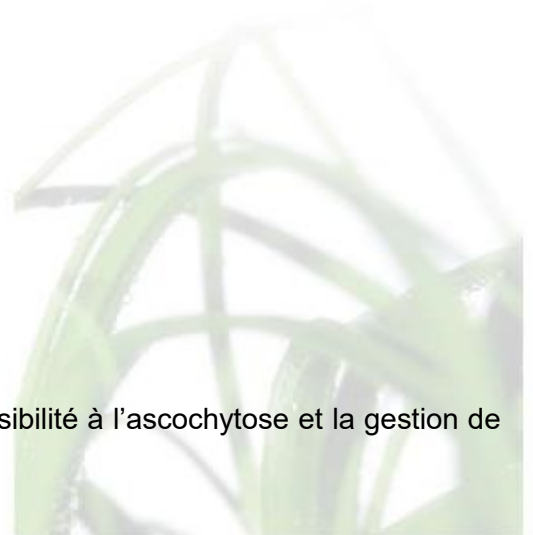 sibilité à l’ascochytose et la gestion de